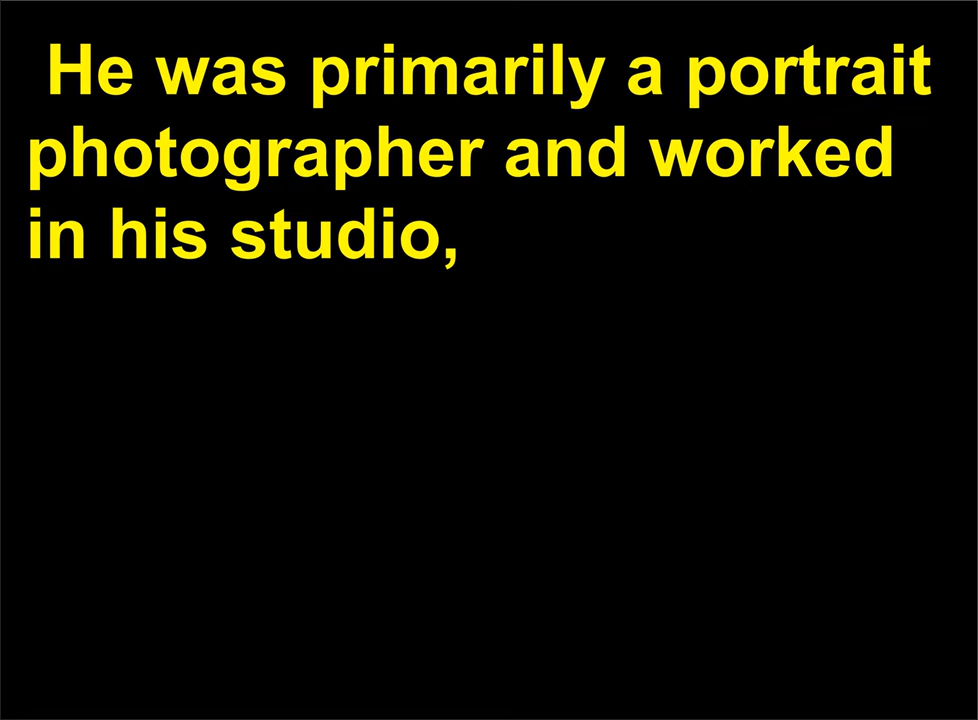 He was primarily a portrait
photographer and worked
in his studio,